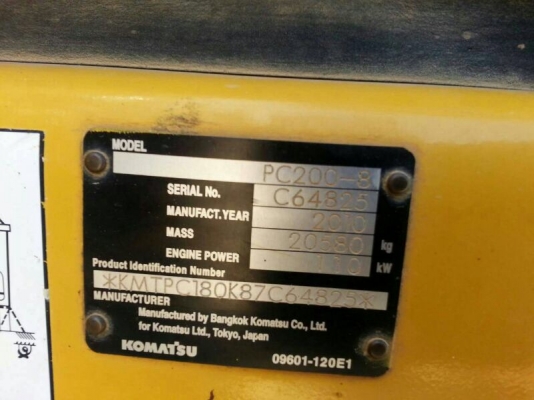 MODEL
PC200-8
SERIAL No. C64825
MANUFACT.YEAR 2010
MASS 20580 kg
ENGINE POWER kW
Product Identification Number
*KMTPC180K87C64825*
MANUFACTURER
Manufactured by Bangkok Komatsu Co., Ltd.
for Komatsu Ltd., Tokyo, Japan
KOMATSU 09601-120E1